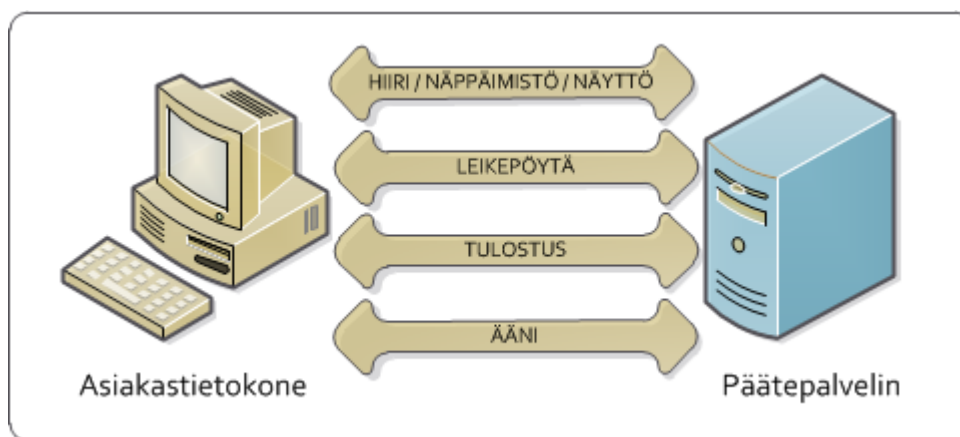 HIIRI / NÄPPÄIMISTÖ / NÄYTTÖ
LEIKEPÖYTÄ
TULOSTUS
ÄÄNI
Asiakastietokone
Päätepalvelin